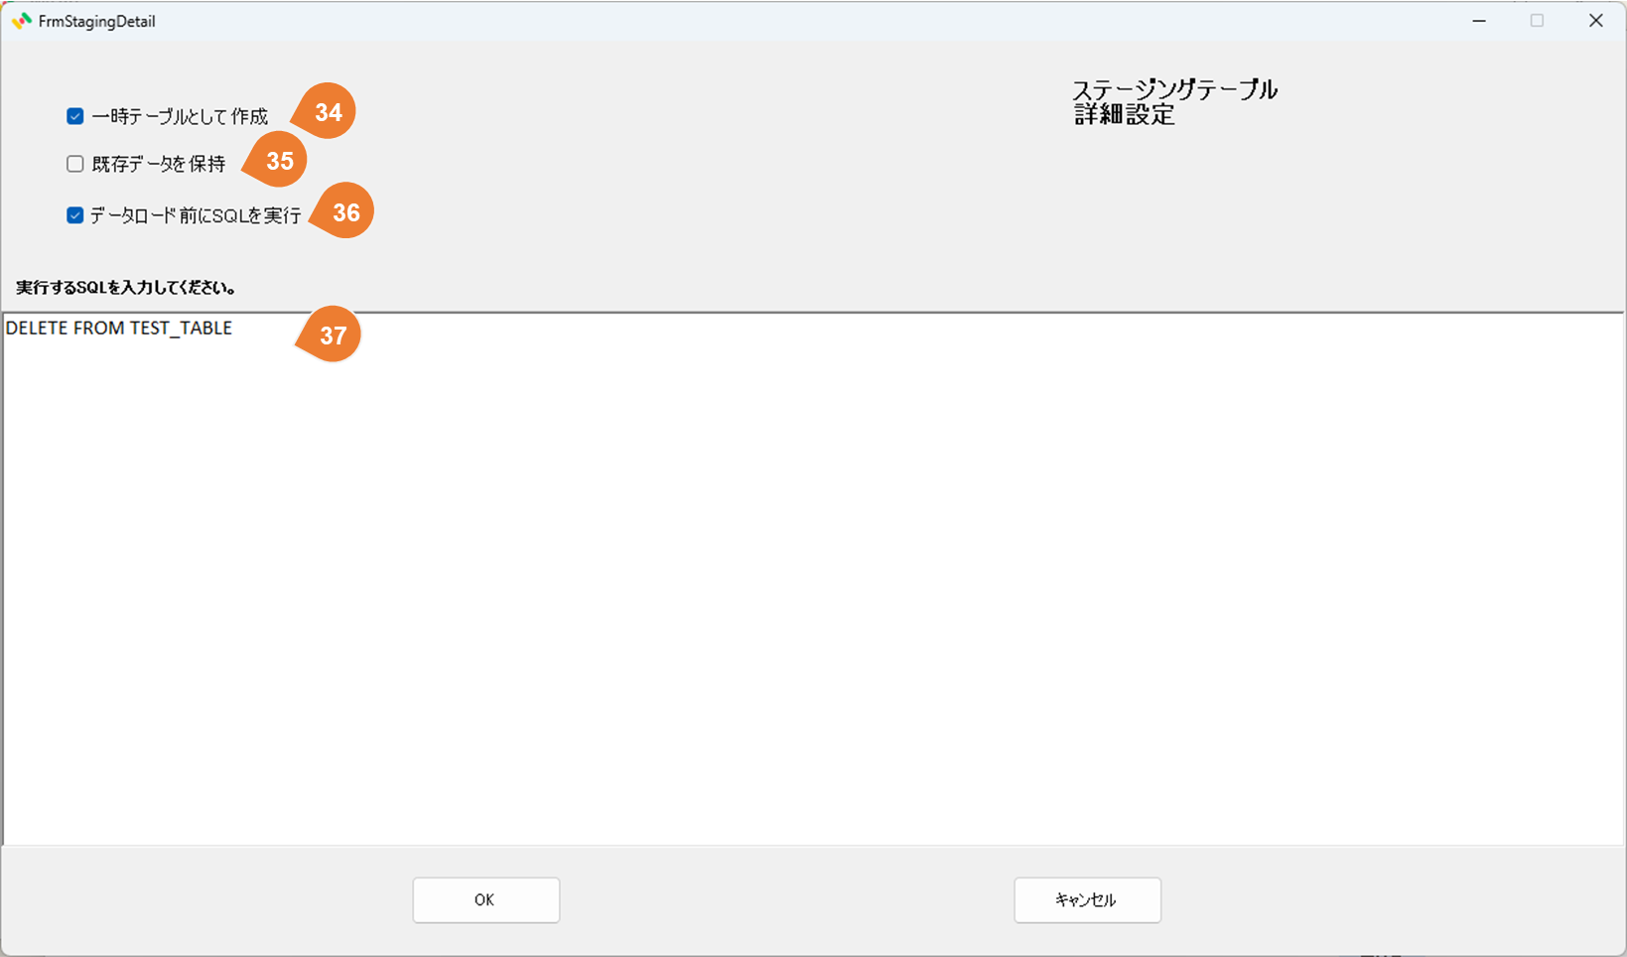 FrmStagingDetail
ステージングテーブル
詳細設定
一時テーブルとして作成
34
既存データを保持
35
データロード前にSQLを実行
36
実行するSQLを入力してください。
DELETE FROM TEST_TABLE
37
OK
キャンセル